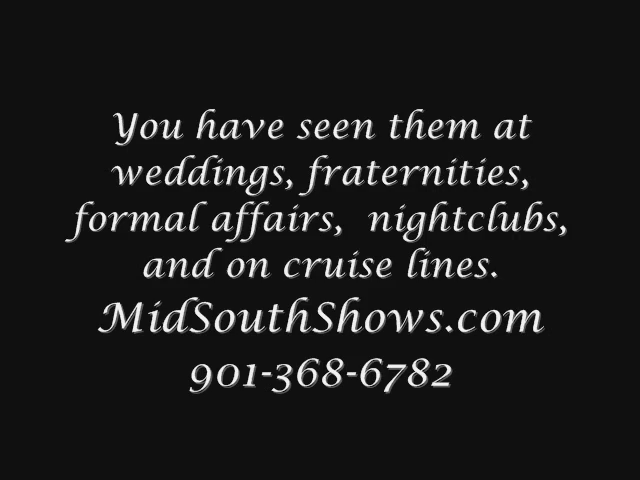 You have seen them at
weddings, fraternities,
formal affairs,  nightclubs,
and on cruise lines.
MidSouthShows.com
901-368-6782